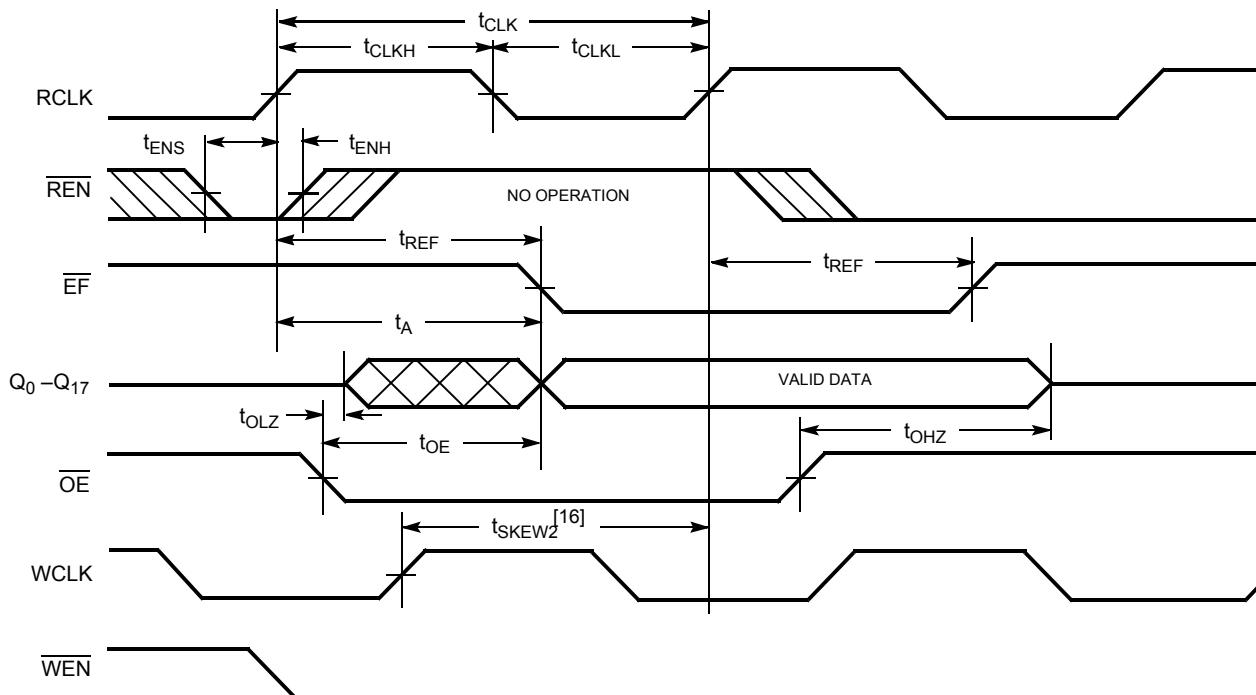 tCLK
tCLKH
tCLKL
RCLK
tENS
tENH
REN
NO OPERATION
tREF
tREF
EF
tA
Q0 –Q17
VALID DATA
tOLZ
tOE
tOHZ
OE
tSKEW2[16]
WCLK
WEN